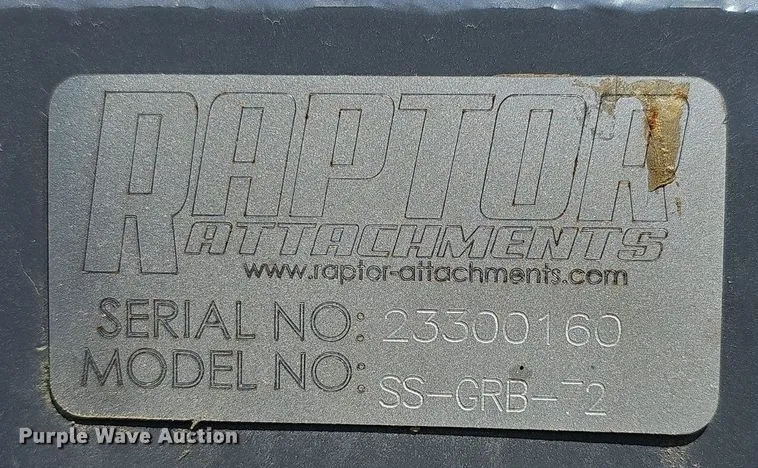 RAPTOR
ATTACHMENTS
www.raptor-attachments.com
SERIAL NO: 23300160
MODEL NO: SS-GRB-72
Purple Wave Auction